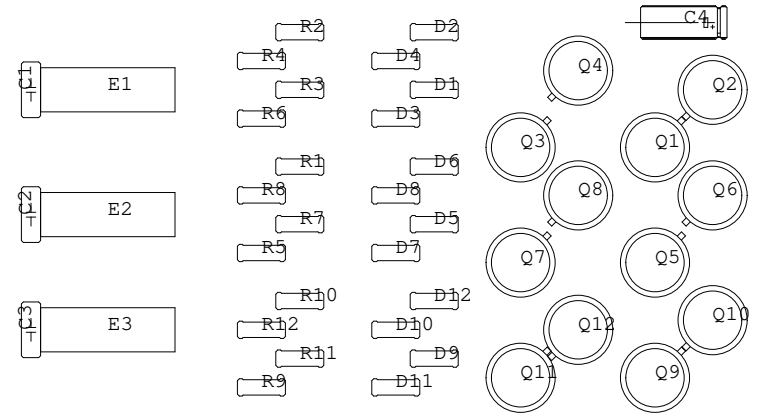 R2 D2 C4
R4 D4 Q4
C1 E1 R3 D1 Q2
R6 D3
Q3 Q1
R1 D6
C2 E2 R8 D8 Q8 Q6
R7 D5
R5 D7 Q7 Q5
R10 D12
C3 E3 R12 D10 Q12 Q10
R11 D9
R9 D11 Q11 Q9